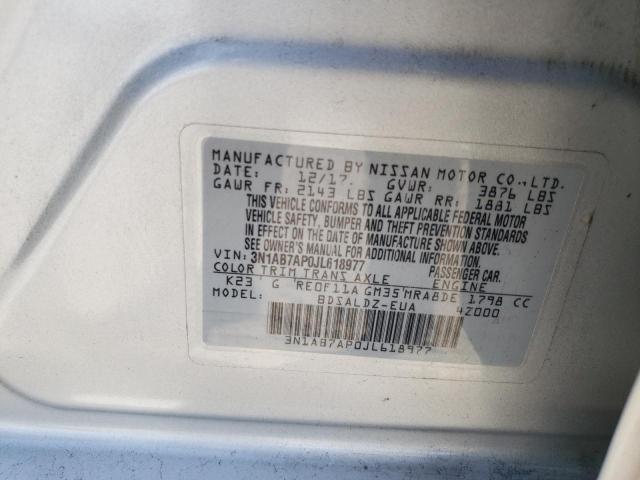 MANUFACTURED BY NISSAN MOTOR CO.,LTD.
DATE: 12/17. GVWR: 3876 LBS
GAWR FR: 2143 LBS GAWR RR: 1881 LBS
THIS VEHICLE CONFORMS TO ALL APPLICABLE FEDERAL MOTOR
VEHICLE SAFETY, BUMPER AND THEFT PREVENTION STANDARDS
IN EFFECT ON THE DATE OF MANUFACTURE SHOWN ABOVE.
SEE OWNER'S MANUAL FOR ADDITIONAL INFORMATION.
VIN: 3N1AB7AP0JL618977 PASSENGER CAR.
COLOR TRIM TRANS AXLE ENGINE
K23 G RE0F11A GM35 MRA8DE 1798 CC
MODEL: BDSALDZ-EUA 4Z000
3N1AB7AP0JL618977